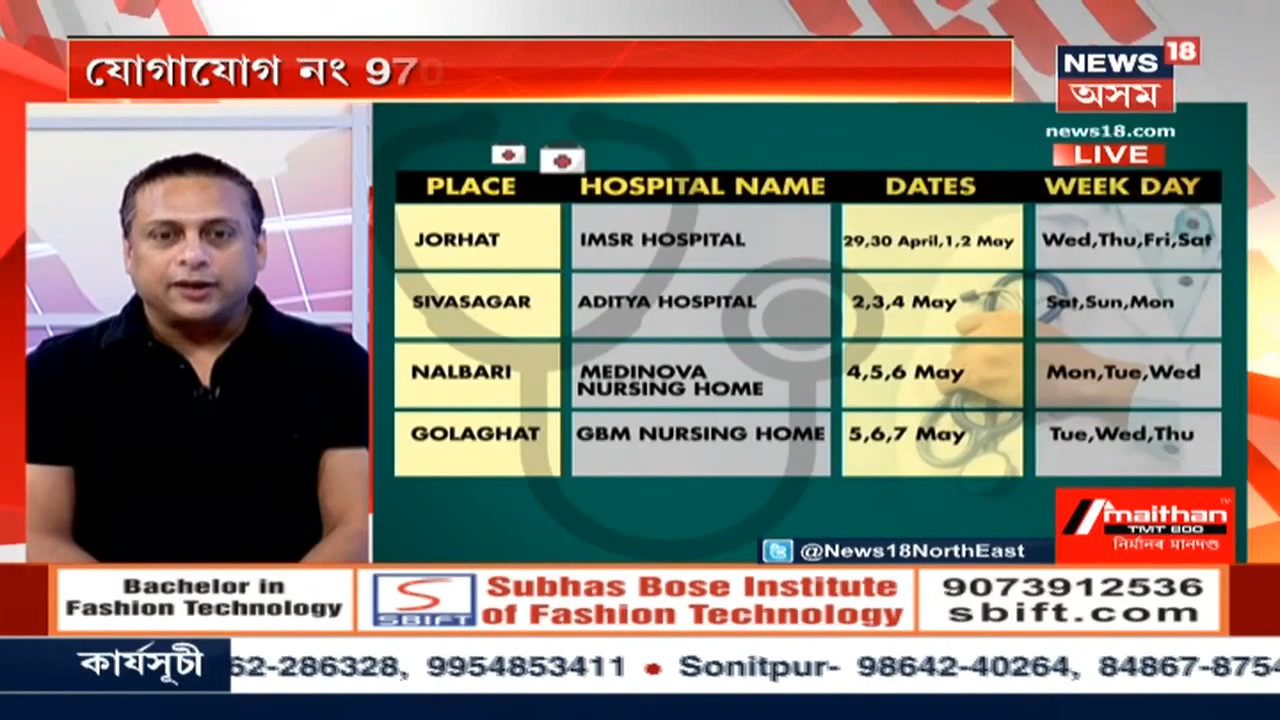 যোগাযোগ নং 970
NEWS 18
অসম
news18.com
LIVE
PLACE HOSPITAL NAME DATES WEEK DAY
JORHAT IMSR HOSPITAL 29,30 April,1,2 May Wed,Thu,Fri,Sat
SIVASAGAR ADITYA HOSPITAL 2,3,4 May Sat,Sun,Mon
NALBARI MEDINOVA NURSING HOME 4,5,6 May Mon,Tue,Wed
GOLAGHAT GBM NURSING HOME 5,6,7 May Tue,Wed,Thu
maithan
TMT 600
নিৰ্মানৰ মানদণ্ড
@News18NorthEast
Bachelor in
Fashion Technology
SBIFT
Subhas Bose Institute
of Fashion Technology
9073912536
sbift.com
কাৰ্যসূচী 62-286328, 9954853411 • Sonitpur- 98642-40264, 84867-8754